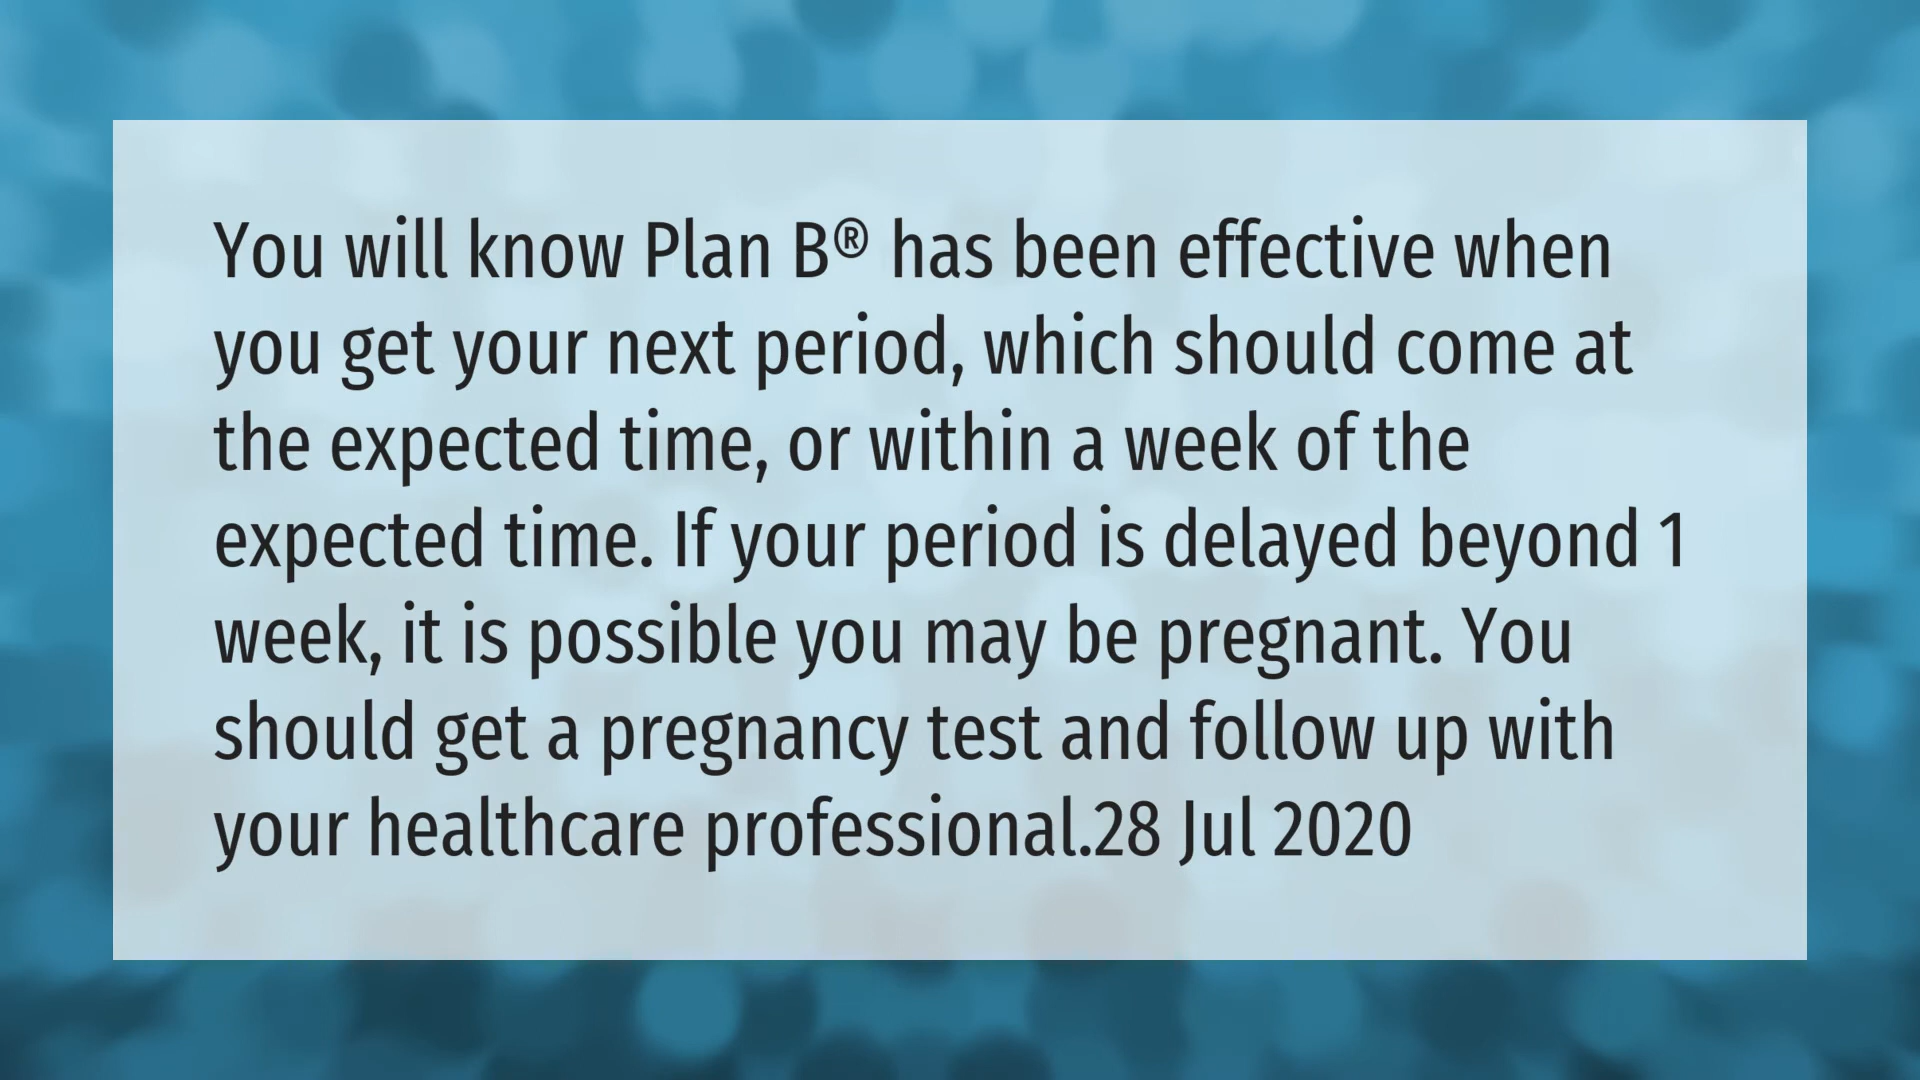 You will know Plan B® has been effective when
you get your next period, which should come at
the expected time, or within a week of the
expected time. If your period is delayed beyond 1
week, it is possible you may be pregnant. You
should get a pregnancy test and follow up with
your healthcare professional.28 Jul 2020